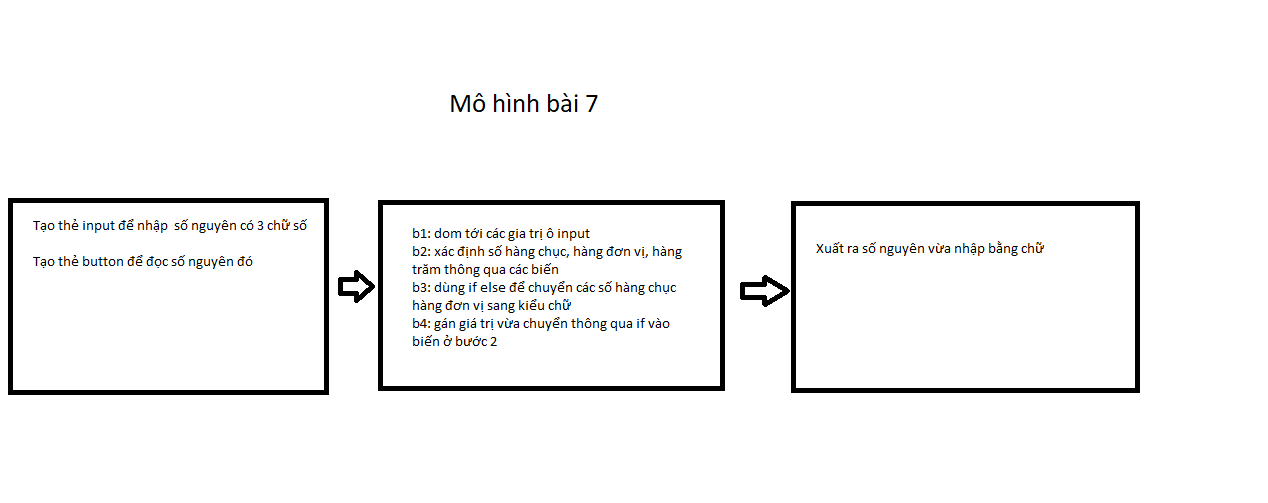 Mô hình bài 7
Tạo thẻ input để nhập  số nguyên có 3 chữ số
Tạo thẻ button để đọc số nguyên đó
b1: dom tới các gia trị ô input
b2: xác định số hàng chục, hàng đơn vị, hàng
trăm thông qua các biến
b3: dùng if else để chuyển các số hàng chục
hàng đơn vị sang kiểu chữ
b4: gán giá trị vừa chuyển thông qua if vào
biến ở bước 2
Xuất ra số nguyên vừa nhập bằng chữ